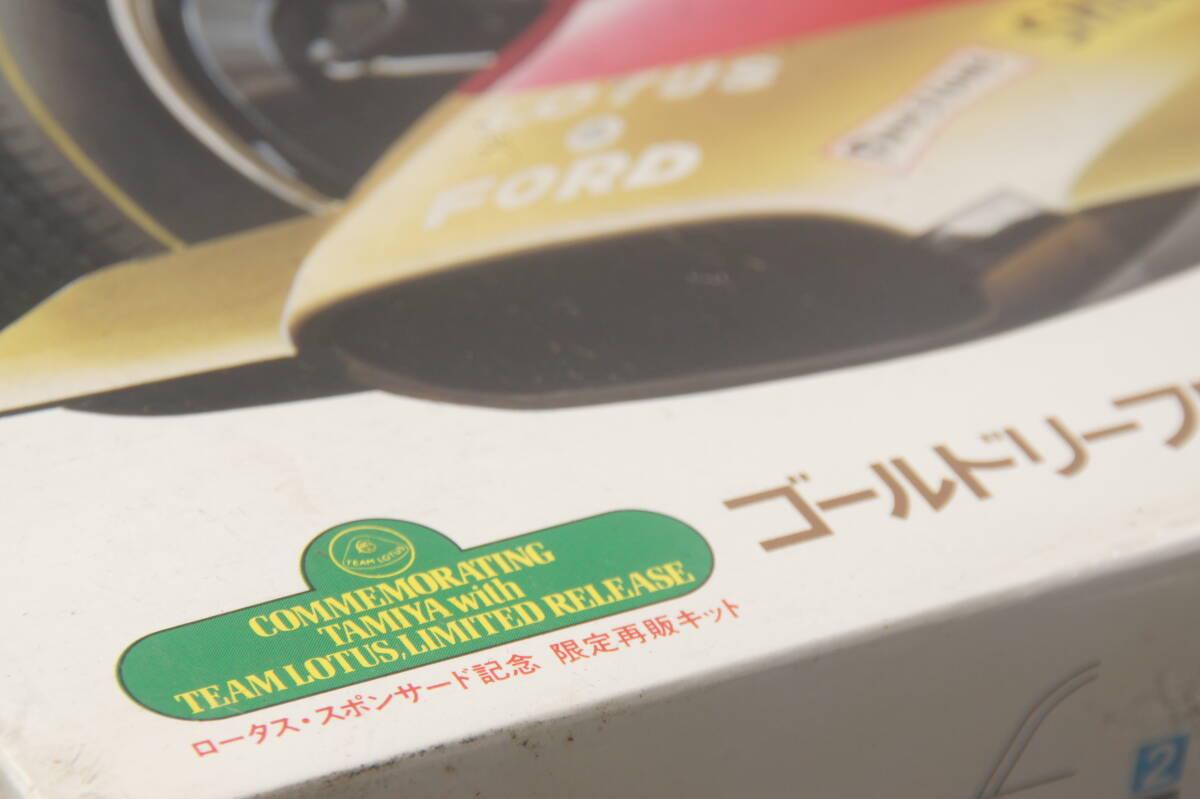 LOTUS
FORD
ゴールドリーフ
TEAM LOTUS
COMMEMORATING
TAMIYA with
TEAM LOTUS, LIMITED RELEASE
ロータス・スポンサード記念 限定再販キット
2